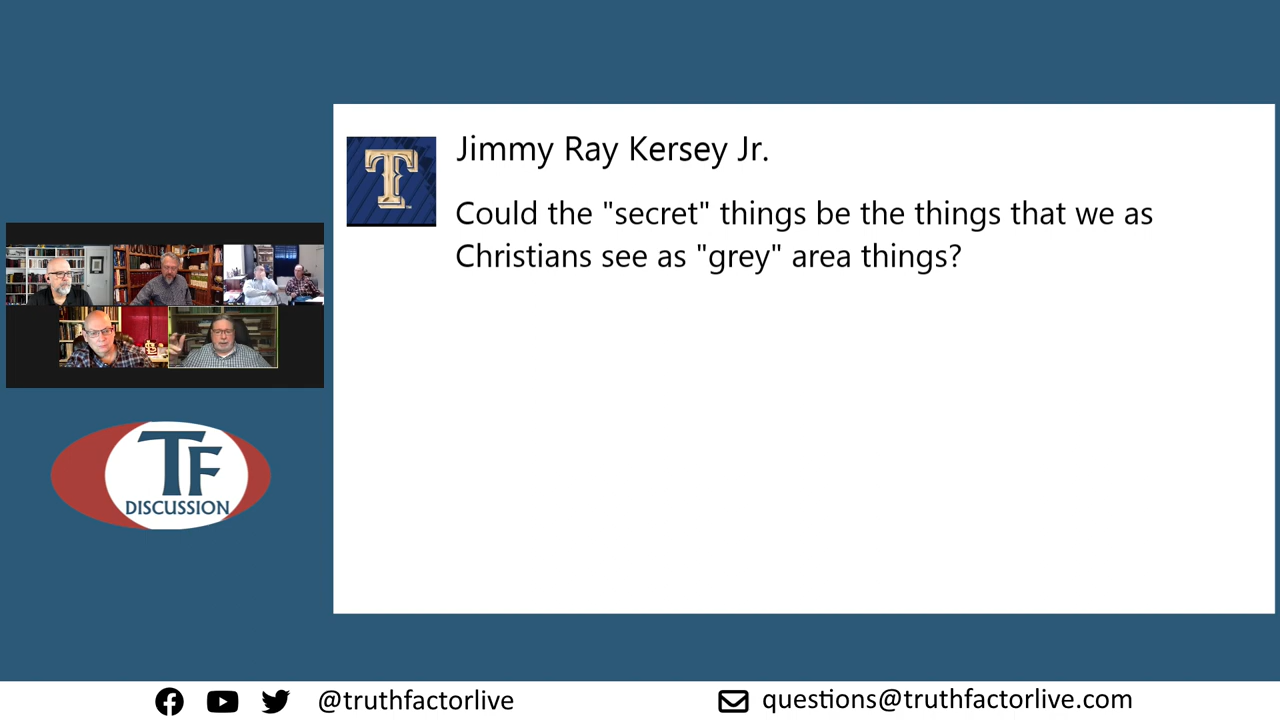 Jimmy Ray Kersey Jr.
T
Could the "secret" things be the things that we as
Christians see as "grey" area things?
TF
DISCUSSION
@truthfactorlive
questions@truthfactorlive.com